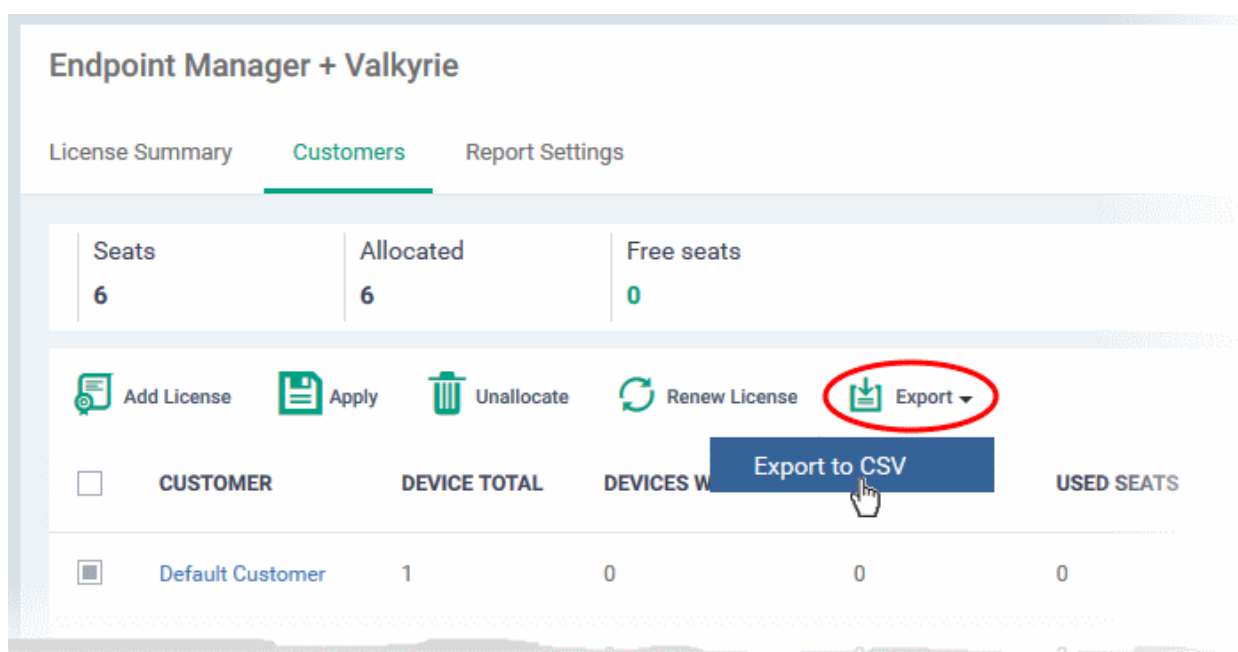 Endpoint Manager + Valkyrie
License Summary Customers Report Settings
Seats Allocated Free seats
6 6 0
Add License Apply Unallocate Renew License Export
Export to CSV
CUSTOMER DEVICE TOTAL DEVICES W USED SEATS
Default Customer 1 0 0 0